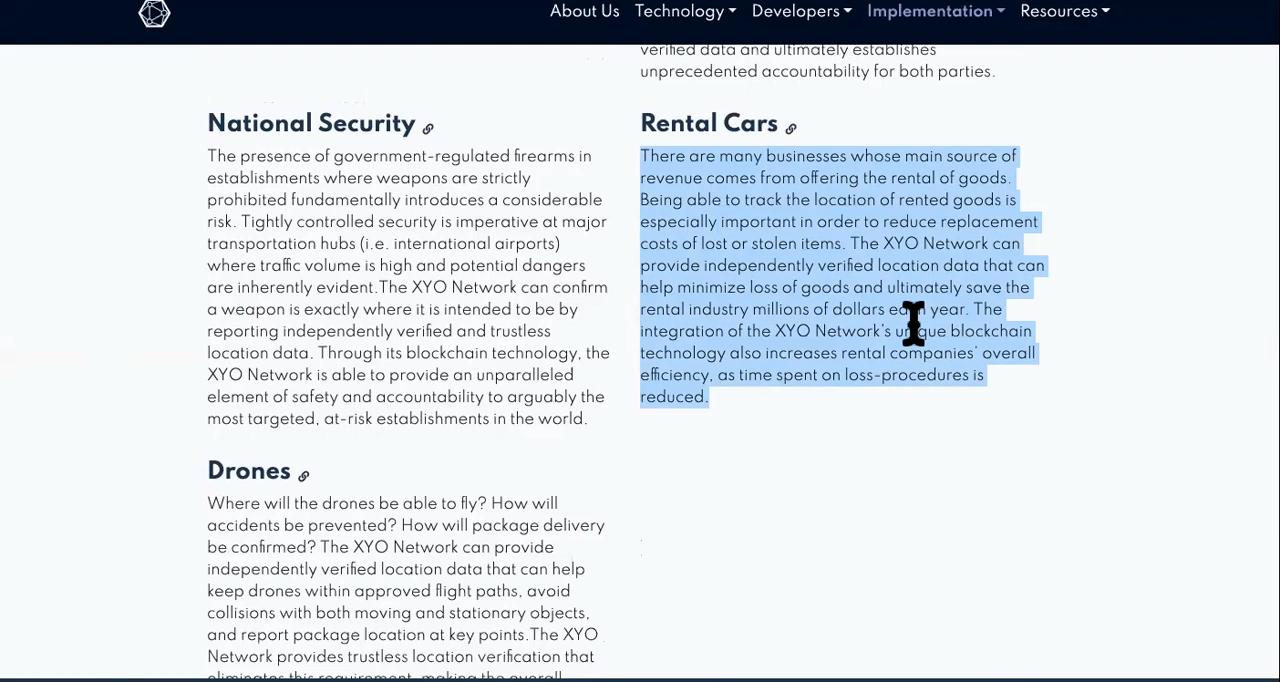 About Us Technology Developers Implementation Resources
verified data and ultimately establishes
unprecedented accountability for both parties.
National Security
The presence of government-regulated firearms in
establishments where weapons are strictly
prohibited fundamentally introduces a considerable
risk. Tightly controlled security is imperative at major
transportation hubs (i.e. international airports)
where traffic volume is high and potential dangers
are inherently evident.The XYO Network can confirm
a weapon is exactly where it is intended to be by
reporting independently verified and trustless
location data. Through its blockchain technology, the
XYO Network is able to provide an unparalleled
element of safety and accountability to arguably the
most targeted, at-risk establishments in the world.
Drones
Where will the drones be able to fly? How will
accidents be prevented? How will package delivery
be confirmed? The XYO Network can provide
independently verified location data that can help
keep drones within approved flight paths, avoid
collisions with both moving and stationary objects,
and report package location at key points.The XYO
Network provides trustless location verification that
eliminates this requirement, making the overall
Rental Cars
There are many businesses whose main source of
revenue comes from offering the rental of goods.
Being able to track the location of rented goods is
especially important in order to reduce replacement
costs of lost or stolen items. The XYO Network can
provide independently verified location data that can
help minimize loss of goods and ultimately save the
rental industry millions of dollars each year. The
integration of the XYO Network's unique blockchain
technology also increases rental companies' overall
efficiency, as time spent on loss-procedures is
reduced.